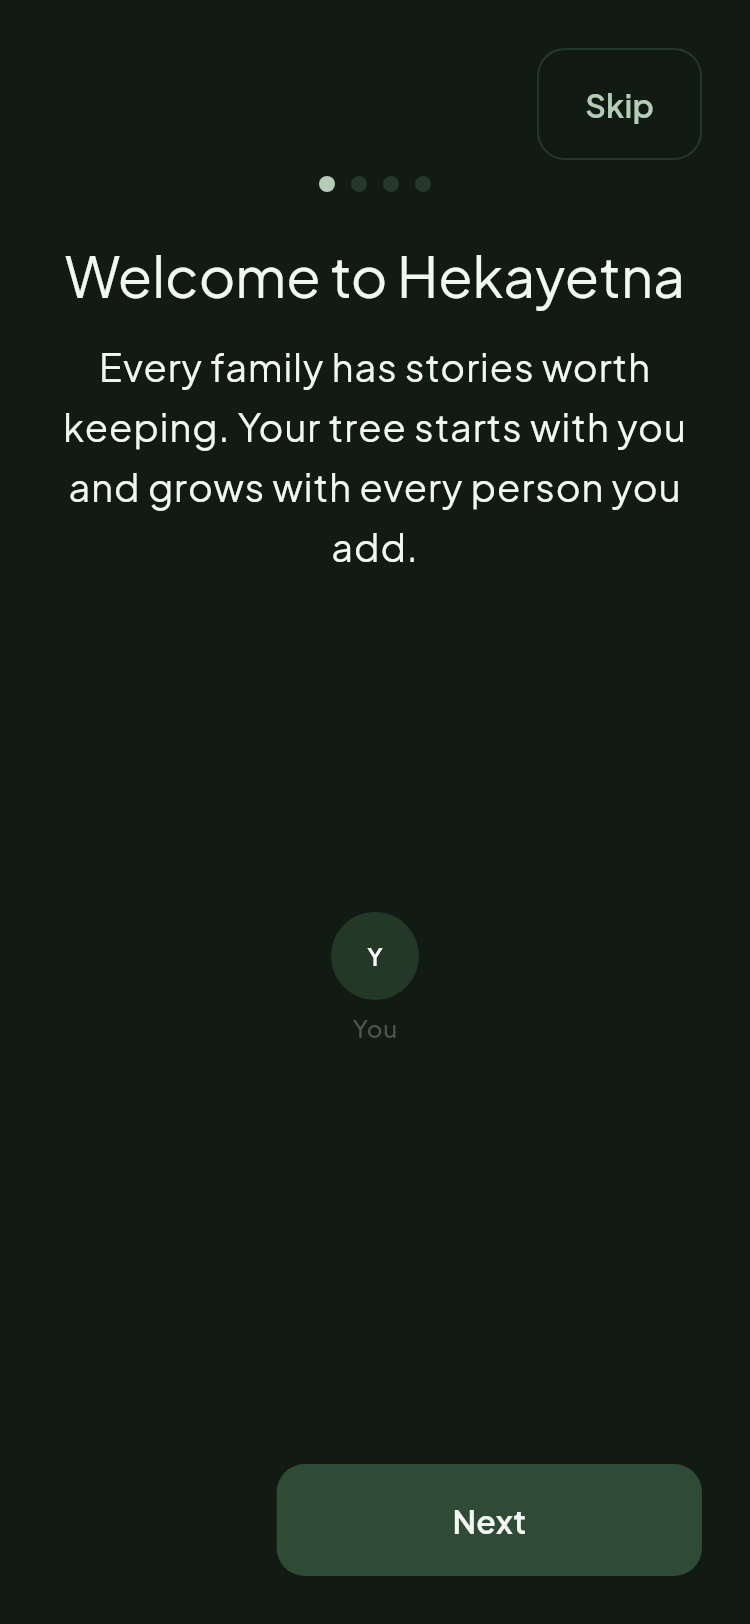 Skip
Welcome to Hekayetna
Every family has stories worth
keeping. Your tree starts with you
and grows with every person you
add.
Y
You
Next